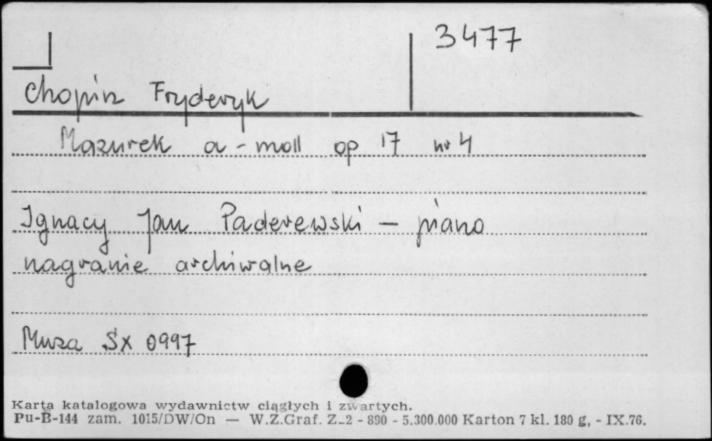 3477
Chopin Fryderyk
Mazurek a-moll op 17 nr 4
Ignacy Jan Paderewski - piano
nagranie archiwalne
Muza SX 0997
Karta katalogowa wydawnictw ciągłych i zwartych.
Pu-B-144 zam. 1015/DW/On — W.Z.Graf. Z-2 - 890 - 5.300.000 Karton 7 kl. 180 g, - IX.76.